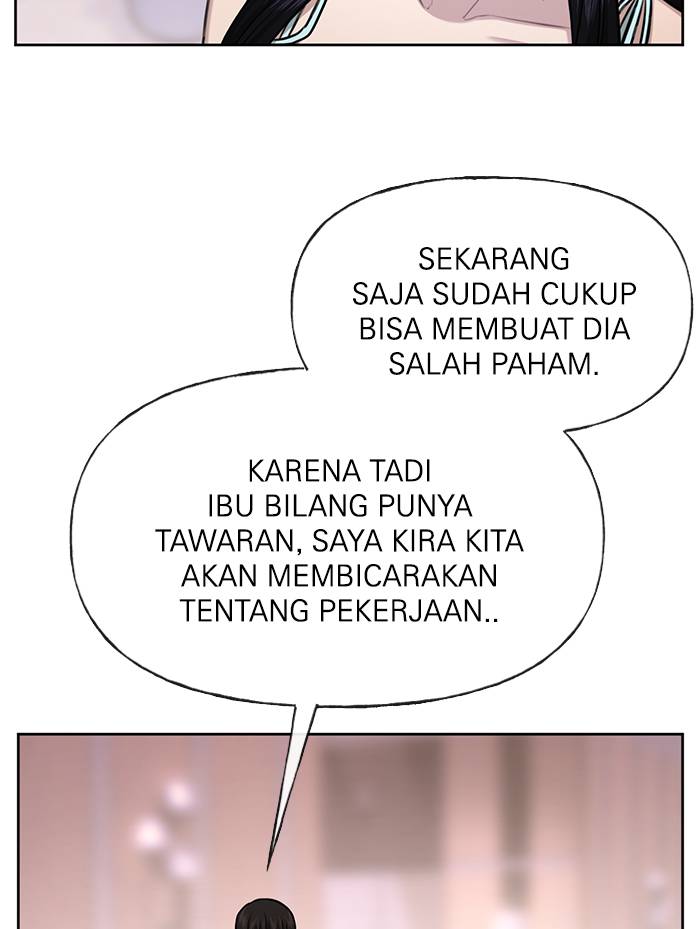 SEKARANG
SAJA SUDAH CUKUP
BISA MEMBUAT DIA
SALAH PAHAM.
KARENA TADI
IBU BILANG PUNYA
TAWARAN, SAYA KIRA KITA
AKAN MEMBICARAKAN
TENTANG PEKERJAAN..